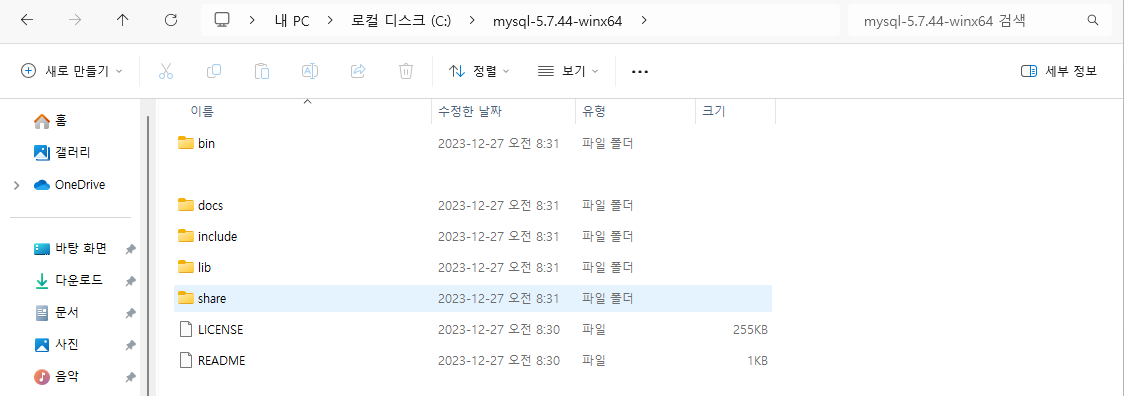 내 PC > 로컬 디스크 (C:) > mysql-5.7.44-winx64 >
mysql-5.7.44-winx64 검색
새로 만들기
정렬
보기
세부 정보
홈
갤러리
OneDrive
바탕 화면
다운로드
문서
사진
음악
이름 수정한 날짜 유형 크기
bin 2023-12-27 오전 8:31 파일 폴더
docs 2023-12-27 오전 8:31 파일 폴더
include 2023-12-27 오전 8:31 파일 폴더
lib 2023-12-27 오전 8:31 파일 폴더
share 2023-12-27 오전 8:31 파일 폴더
LICENSE 2023-12-27 오전 8:30 파일 255KB
README 2023-12-27 오전 8:30 파일 1KB